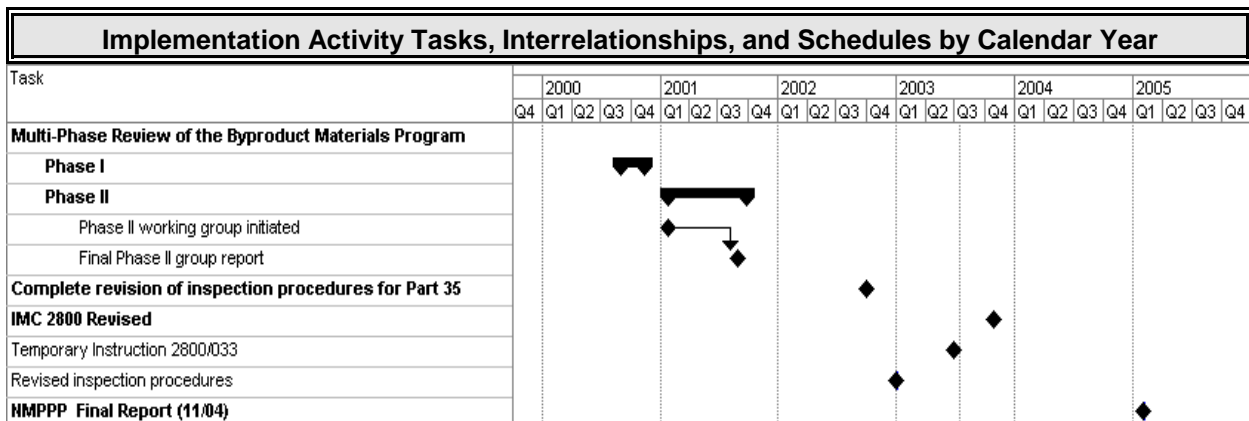 Implementation Activity Tasks, Interrelationships, and Schedules by Calendar Year
Task
2000 2001 2002 2003 2004 2005
Q4 Q1 Q2 Q3 Q4 Q1 Q2 Q3 Q4 Q1 Q2 Q3 Q4 Q1 Q2 Q3 Q4 Q1 Q2 Q3 Q4 Q1 Q2 Q3 Q4
Multi-Phase Review of the Byproduct Materials Program
Phase I
Phase II
Phase II working group initiated
Final Phase II group report
Complete revision of inspection procedures for Part 35
IMC 2800 Revised
Temporary Instruction 2800/033
Revised inspection procedures
NMPPP Final Report (11/04)